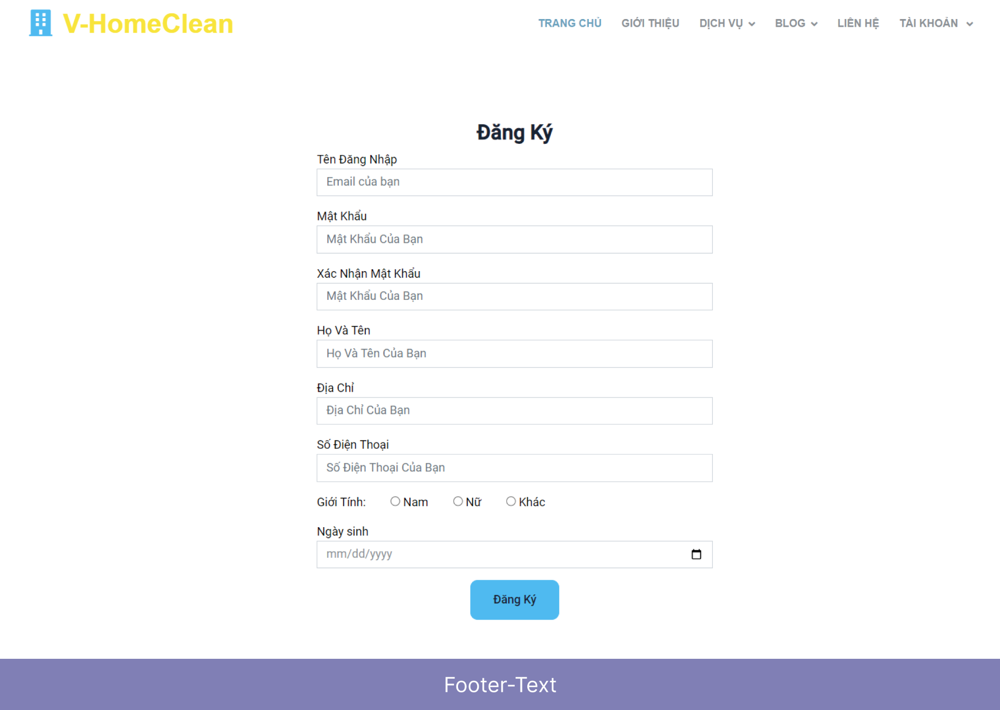 V-HomeClean
TRANG CHỦ GIỚI THIỆU DỊCH VỤ BLOG LIÊN HỆ TÀI KHOẢN
Đăng Ký
Tên Đăng Nhập
Email của bạn
Mật Khẩu
Mật Khẩu Của Bạn
Xác Nhận Mật Khẩu
Mật Khẩu Của Bạn
Họ Và Tên
Họ Và Tên Của Bạn
Địa Chỉ
Địa Chỉ Của Bạn
Số Điện Thoại
Số Điện Thoại Của Bạn
Giới Tính: Nam Nữ Khác
Ngày sinh
mm/dd/yyyy
Đăng Ký
Footer-Text